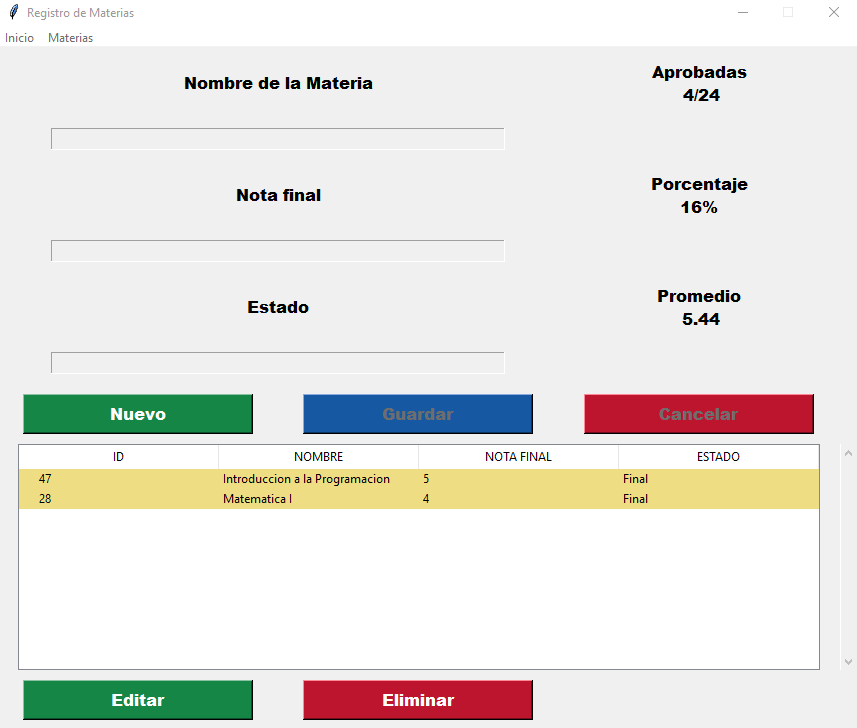 Registro de Materias
Inicio Materias
Nombre de la Materia
Aprobadas
4/24
Nota final
Porcentaje
16%
Estado
Promedio
5.44
Nuevo Guardar Cancelar
ID NOMBRE NOTA FINAL ESTADO
47 Introduccion a la Programacion 5 Final
28 Matematica I 4 Final
Editar Eliminar